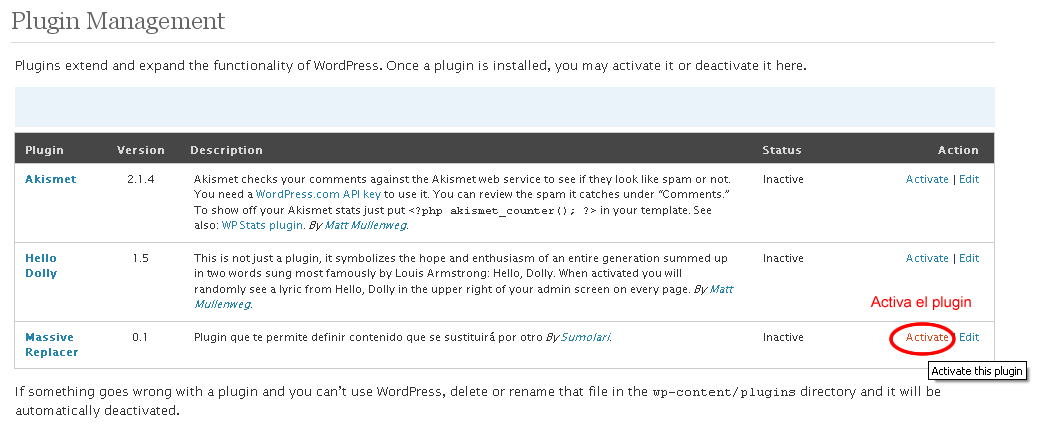 Plugin Management
Plugins extend and expand the functionality of WordPress. Once a plugin is installed, you may activate it or deactivate it here.
Plugin Version Description Status Action
Akismet 2.1.4 Akismet checks your comments against the Akismet web service to see if they look like spam or not. Inactive Activate | Edit
You need a WordPress.com API key to use it. You can review the spam it catches under “Comments.”
To show off your Akismet stats just put <?php akismet_counter(); ?> in your template. See
also: WP Stats plugin. By Matt Mullenweg.
Hello 1.5 This is not just a plugin, it symbolizes the hope and enthusiasm of an entire generation summed up Inactive Activate | Edit
Dolly in two words sung most famously by Louis Armstrong: Hello, Dolly. When activated you will
randomly see a lyric from Hello, Dolly in the upper right of your admin screen on every page. By Matt
Mullenweg.
Activa el plugin
Massive 0.1 Plugin que te permite definir contenido que se sustituirá por otro By Sumolari. Inactive Activate | Edit
Replacer
Activate this plugin
If something goes wrong with a plugin and you can’t use WordPress, delete or rename that file in the wp-content/plugins directory and it will be
automatically deactivated.